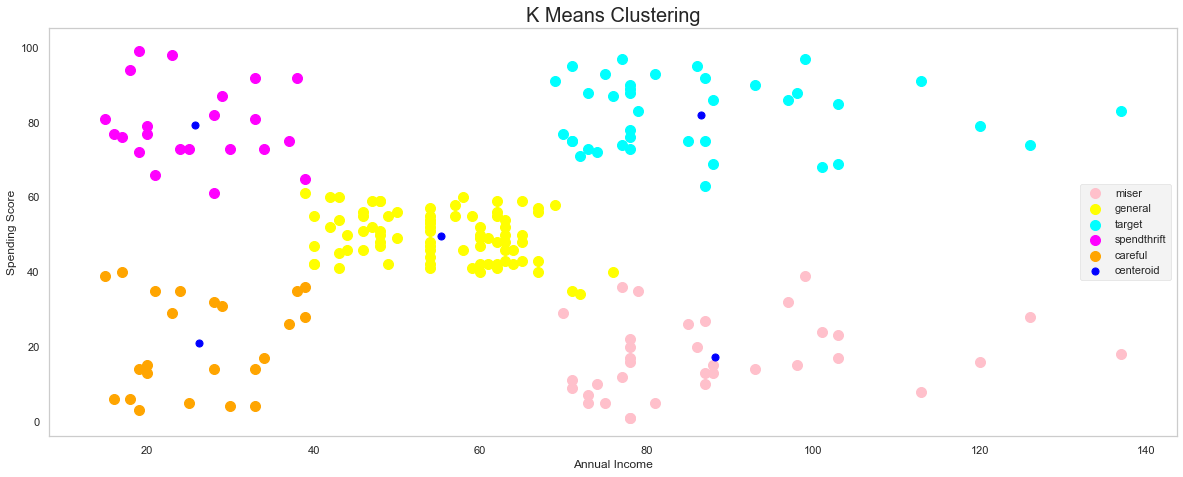 K Means Clustering
100
80
60
40
20
0
Spending Score
miser
general
target
spendthrift
careful
centeroid
20 40 60 80 100 120 140
Annual Income